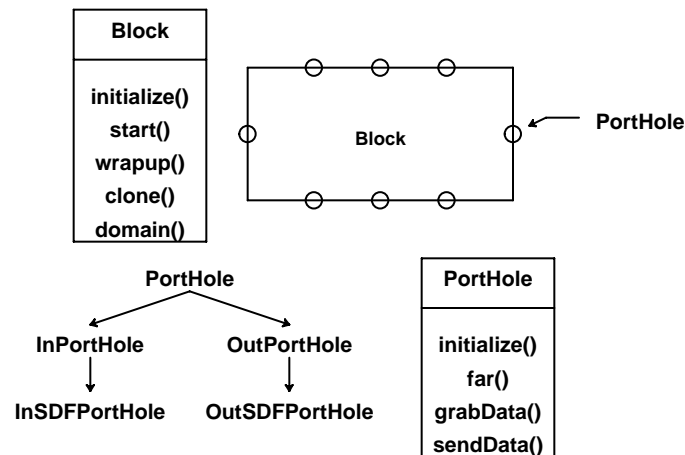 Block
initialize()
start()
wrapup()
clone()
domain()
Block
PortHole
PortHole
InPortHole
OutPortHole
InSDFPortHole
OutSDFPortHole
PortHole
initialize()
far()
grabData()
sendData()